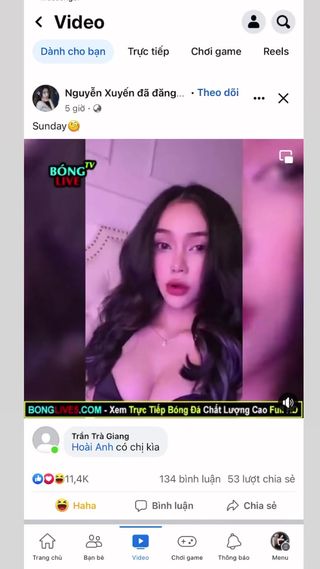 Video
Dành cho bạn
Trực tiếp
Chơi game
Reels
Nguyễn Xuyến đã đăng... • Theo dõi
5 giờ
Sunday
BÓNG TV
LIVE
BONGLIVE5.COM - Xem Trực Tiếp Bóng Đá Chất Lượng Cao Full HD
Trần Trà Giang
Hoài Anh có chị kìa
11,4K
134 bình luận
53 lượt chia sẻ
Haha
Bình luận
Chia sẻ
Trang chủ
Bạn bè
Video
Chơi game
Thông báo
Menu